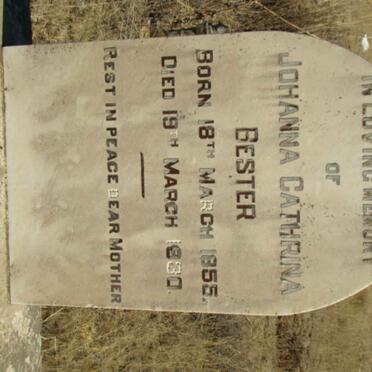 IN LOVING MEMORY
OF
JOHANNA CATHRINA
BESTER
BORN 18TH MARCH 1855.
DIED 19TH MARCH 1930.
REST IN PEACE DEAR MOTHER